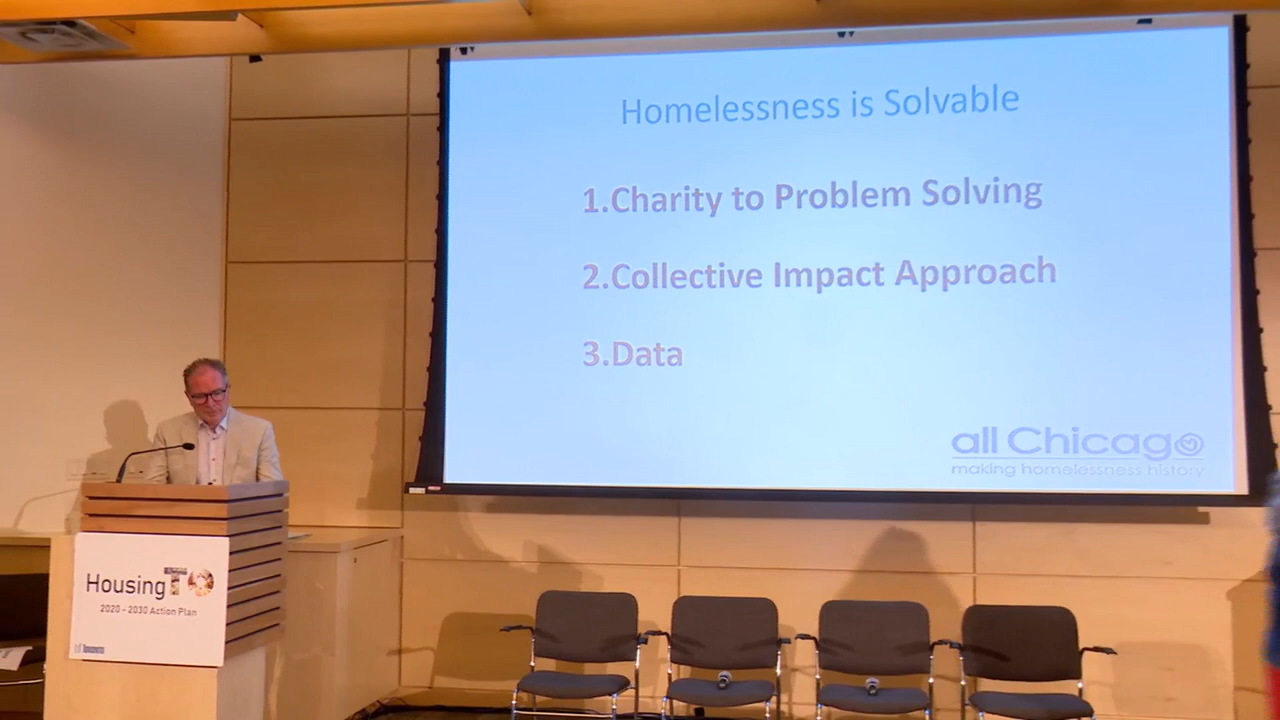 Homelessness is Solvable
1.Charity to Problem Solving
2.Collective Impact Approach
3.Data
all Chicago
making homelessness history
HousingTO
2020 - 2030 Action Plan
Toronto